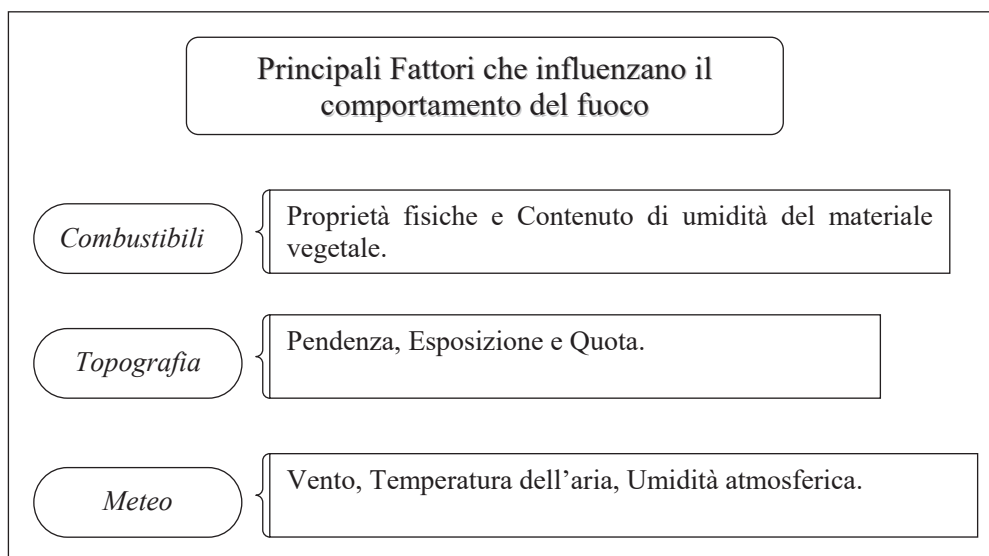 Principali Fattori che influenzano il
comportamento del fuoco
Combustibili
Proprietà fisiche e Contenuto di umidità del materiale
vegetale.
Topografia
Pendenza, Esposizione e Quota.
Meteo
Vento, Temperatura dell’aria, Umidità atmosferica.